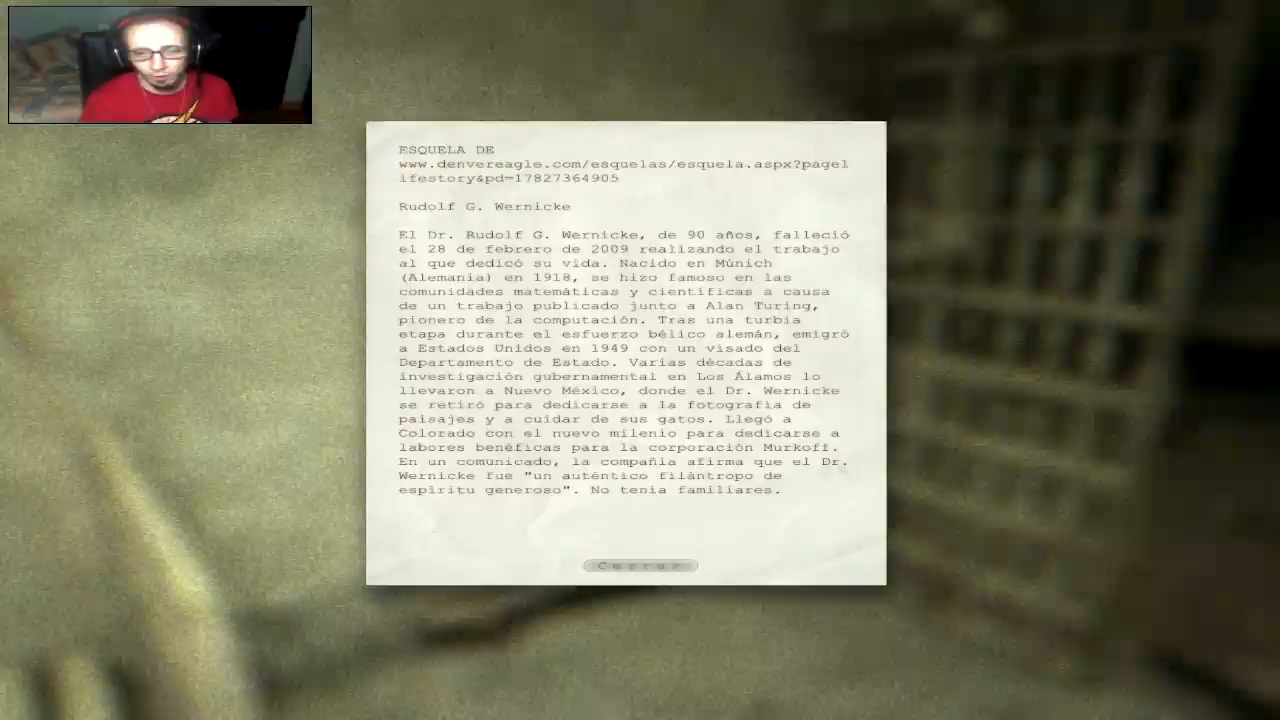 ESQUELA DE
www.denvereagle.com/esquelas/esquela.aspx?pagel
ifestory&pd=17827364905
Rudolf G. Wernicke
El Dr. Rudolf G. Wernicke, de 90 años, falleció
el 28 de febrero de 2009 realizando el trabajo
al que dedicó su vida. Nacido en Múnich
(Alemania) en 1918, se hizo famoso en las
comunidades matemáticas y científicas a causa
de un trabajo publicado junto a Alan Turing,
pionero de la computación. Tras una turbia
etapa durante el esfuerzo bélico alemán, emigró
a Estados Unidos en 1949 con un visado del
Departamento de Estado. Varias décadas de
investigación gubernamental en Los Álamos lo
llevaron a Nuevo México, donde el Dr. Wernicke
se retiró para dedicarse a la fotografía de
paisajes y a cuidar de sus gatos. Llegó a
Colorado con el nuevo milenio para dedicarse a
labores benéficas para la corporación Murkoff.
En un comunicado, la compañía afirma que el Dr.
Wernicke fue "un auténtico filántropo de
espíritu generoso". No tenía familiares.
Cerrar